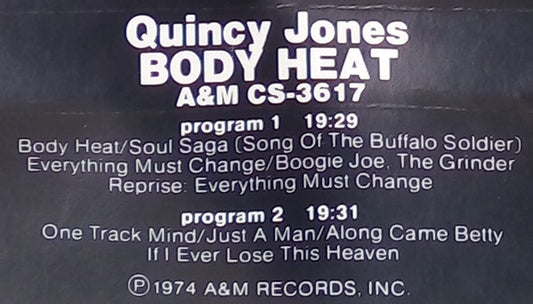 Quincy Jones
BODY HEAT
A&M CS-3617
program 1 19:29
Body Heat/Soul Saga (Song Of The Buffalo Soldier)
Everything Must Change/Boogie Joe, The Grinder
Reprise: Everything Must Change
program 2 19:31
One Track Mind/Just A Man/Along Came Betty
If I Ever Lose This Heaven
Ⓟ1974 A&M RECORDS, INC.